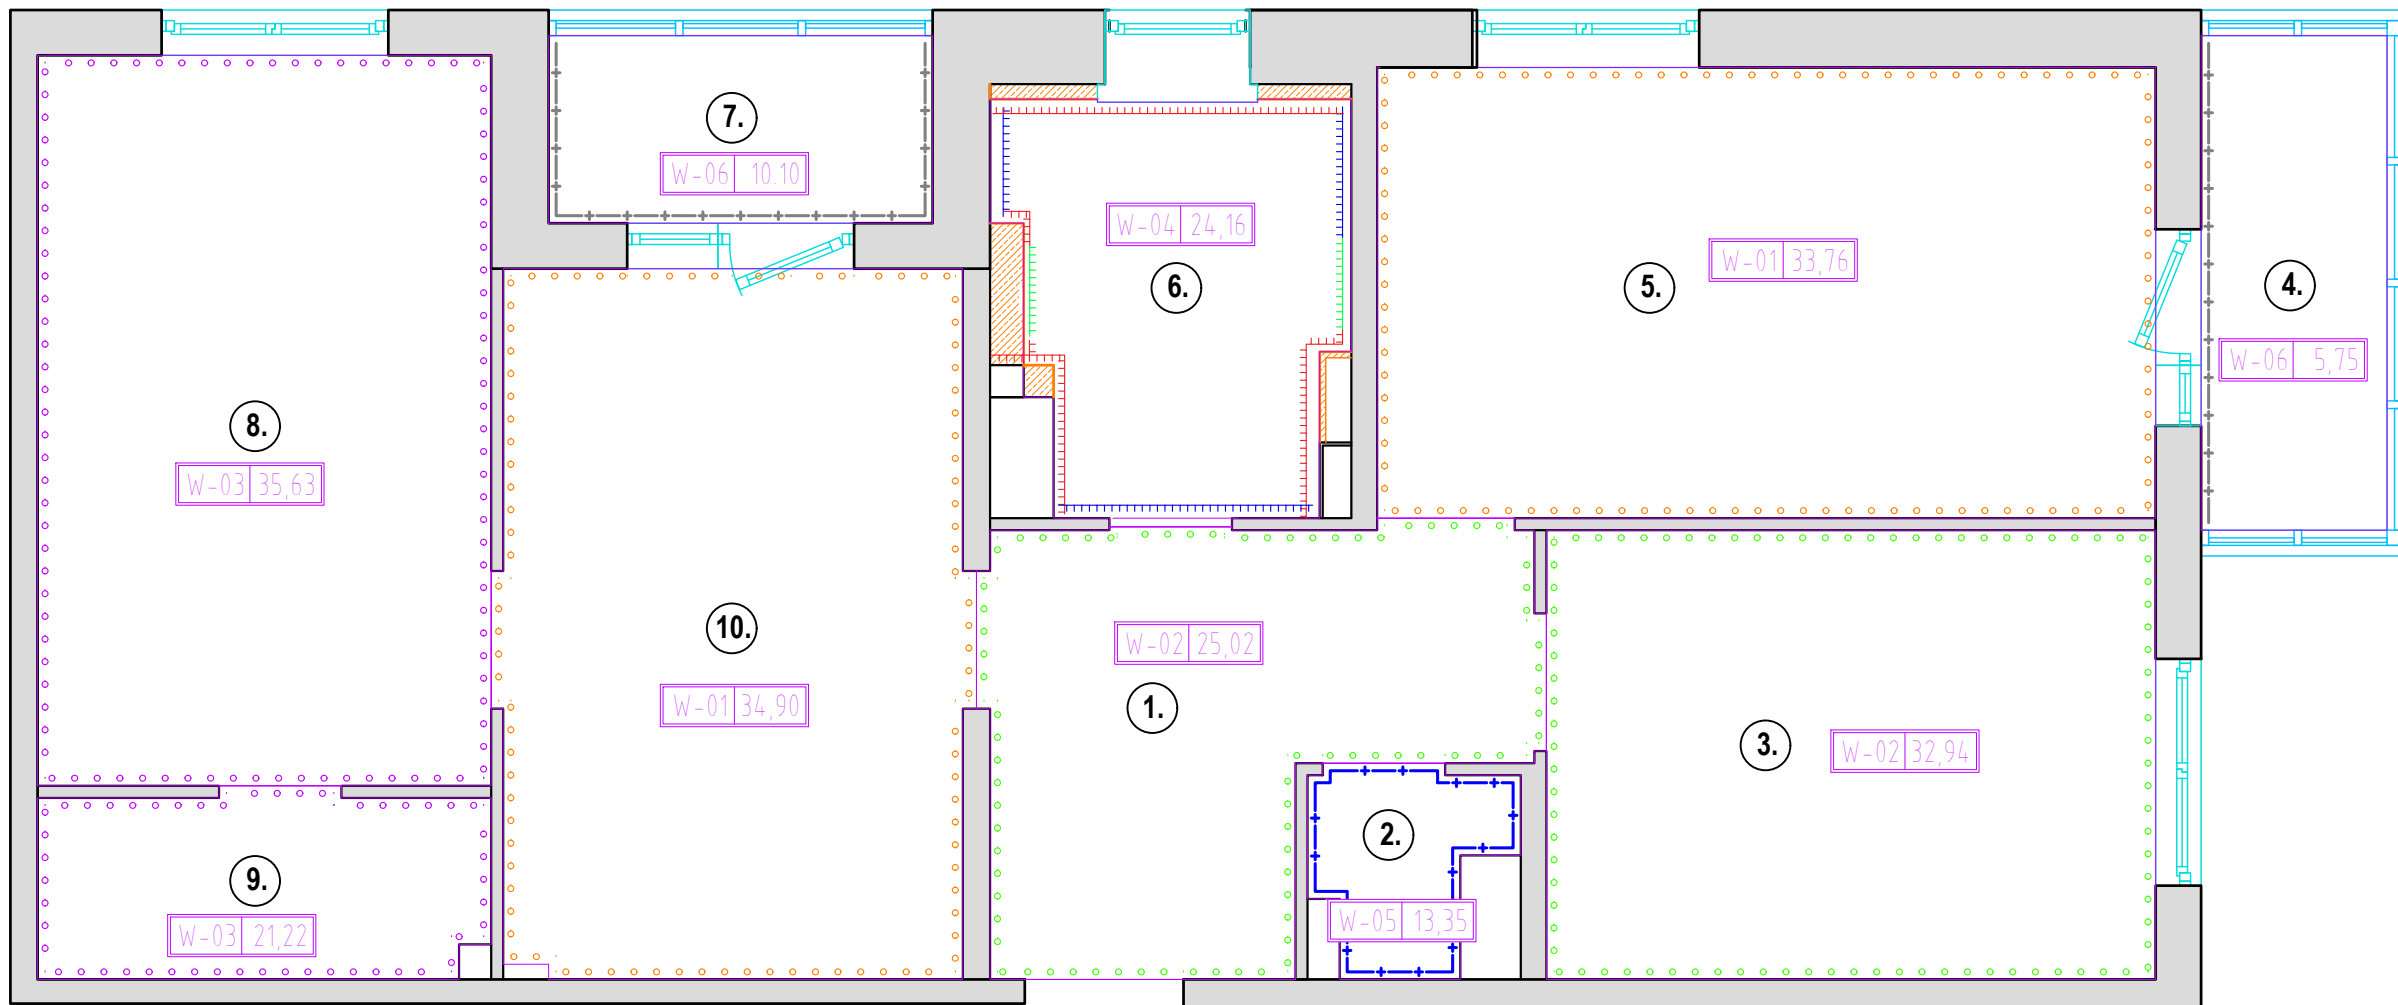 7.
W-06 10.10
W-04 24,16
6.
5.
W-01 33,76
4.
W-06 5,75
8.
W-03 35,63
10.
W-01 34,90
W-02 25,02
1.
3.
W-02 32,94
2.
W-05 13,35
9.
W-03 21,22